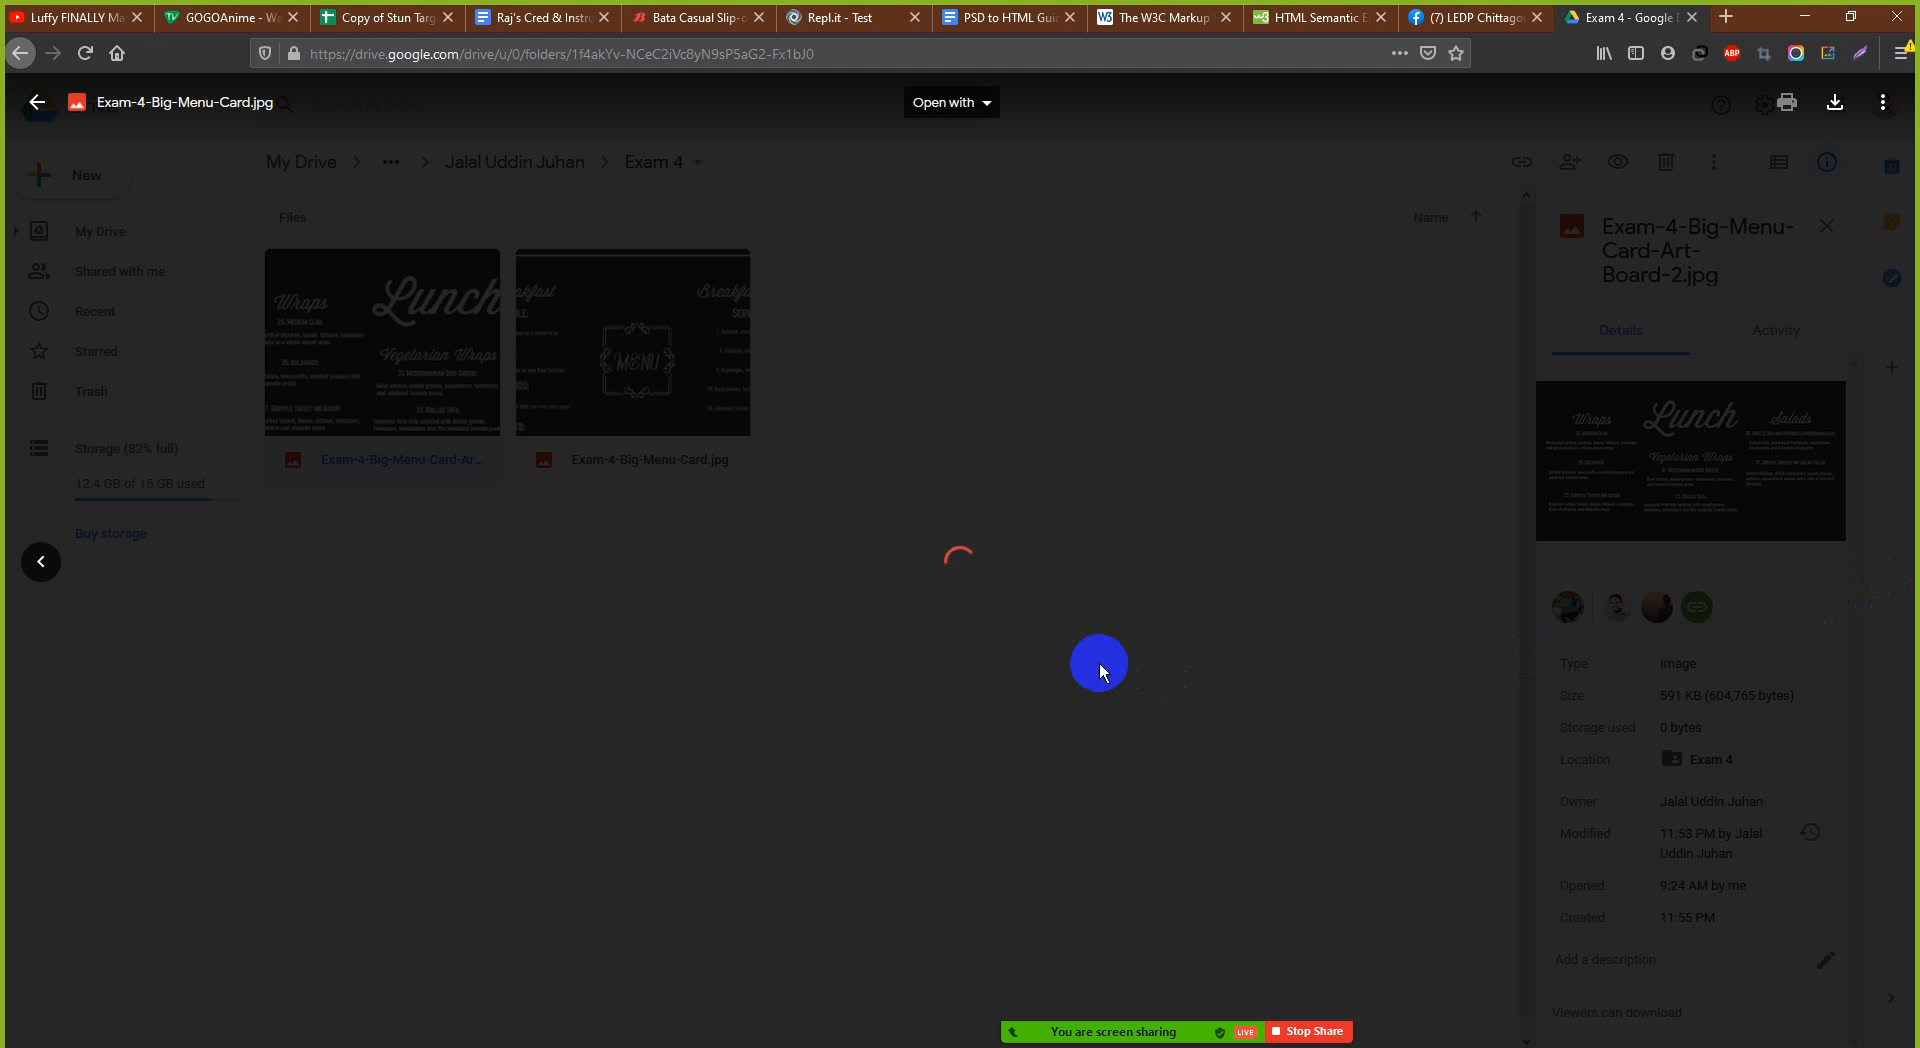 Luffy FINALLY Ma
GOGOAnime - Wa
Copy of Stun Targ
Raj's Cred & Instru
Bata Casual Slip-o
Repl.it - Test
PSD to HTML Gui
The W3C Markup
HTML Semantic E
(7) LEDP Chittago
Exam 4 - Google
https://drive.google.com/drive/u/0/folders/1f4akYv-NCeC2iVc8yN9sP5aG2-Fx1bJ0
ABP
Exam-4-Big-Menu-Card.jpg
Open with
New
My Drive > ... > Jalal Uddin Juhan > Exam 4
Files
Name
My Drive
Shared with me
Recent
Starred
Trash
Storage (82% full)
12.4 GB of 15 GB used
Buy storage
Wraps
Lunch
Vegetarian Wraps
Breakfa
MENU
Exam-4-Big-Menu-Card-Ar...
Exam-4-Big-Menu-Card.jpg
Exam-4-Big-Menu-
Card-Art-
Board-2.jpg
Details
Activity
Wraps
Lunch
Salads
Vegetarian Wraps
Type
Image
Size
591 KB (604,765 bytes)
Storage used
0 bytes
Location
Exam 4
Owner
Jalal Uddin Juhan
Modified
11:53 PM by Jalal
Uddin Juhan
Opened
9:24 AM by me
Created
11:55 PM
Add a description
Viewers can download
You are screen sharing
LIVE
Stop Share